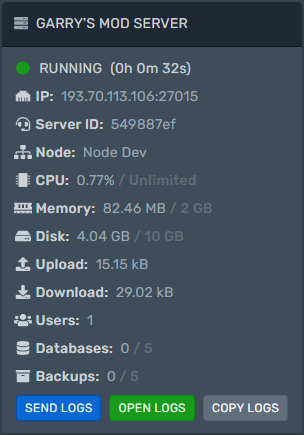 GARRY'S MOD SERVER
RUNNING (0h 0m 32s)
IP: 193.70.113.106:27015
Server ID: 549887ef
Node: Node Dev
CPU: 0.77% / Unlimited
Memory: 82.46 MB / 2 GB
Disk: 4.04 GB / 10 GB
Upload: 15.15 kB
Download: 29.02 kB
Users: 1
Databases: 0 / 5
Backups: 0 / 5
SEND LOGS OPEN LOGS COPY LOGS